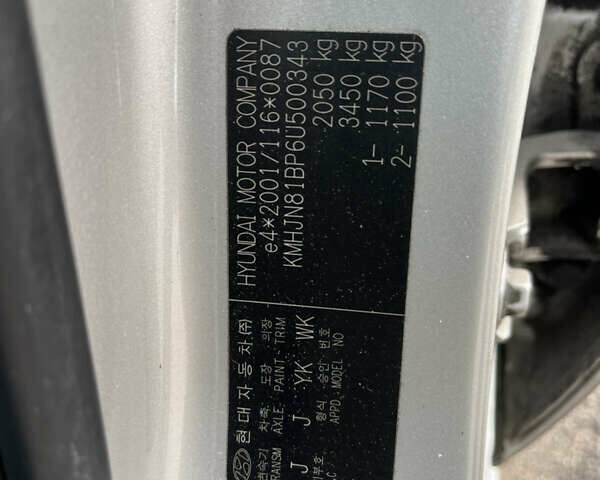 현대자동차(주) HYUNDAI MOTOR COMPANY
e4*2001/116*0087
KMHJN81BP6U500343
2050 kg
3450 kg
1- 1170 kg
2- 1100 kg
변속기 차축. 도장. 의장
TRANSM AXLE. PAINT. TRIM
J J YK WK
형식 승인 번호
APPD. MODEL NO